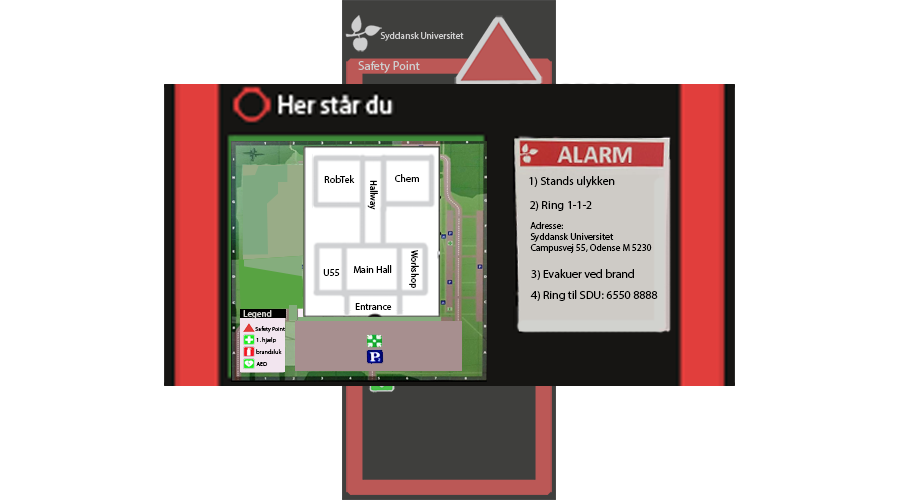 Syddansk Universitet
Safety Point
Her står du
RobTek
Hallway
Chem
U55
Main Hall
Workshop
Entrance
P
Legend
Safety Point
1. hjælp
brandsluk
AED
ALARM
1) Stands ulykken
2) Ring 1-1-2
Adresse:
Syddansk Universitet
Campusvej 55, Odense M 5230
3) Evakuer ved brand
4) Ring til SDU: 6550 8888